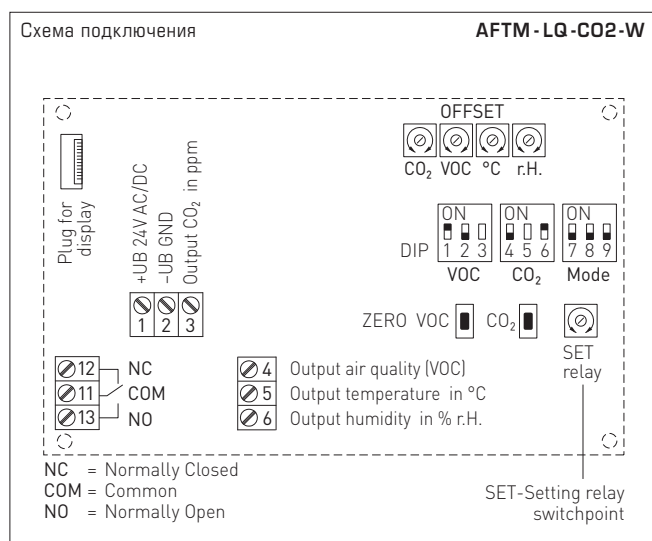 Схема подключения AFTM-LQ-CO2-W
OFFSET
CO₂ VOC °C r.H.
Plug for
display
+UB 24V AC/DC
–UB GND
Output CO₂ in ppm
1 2 3
ON ON ON
DIP 1 2 3 4 5 6 7 8 9
VOC CO₂ Mode
ZERO VOC CO₂
SET
relay
12 NC
11 COM
13 NO
4 Output air quality (VOC)
5 Output temperature in °C
6 Output humidity in % r.H.
NC = Normally Closed
COM = Common
NO = Normally Open
SET-Setting relay
switchpoint